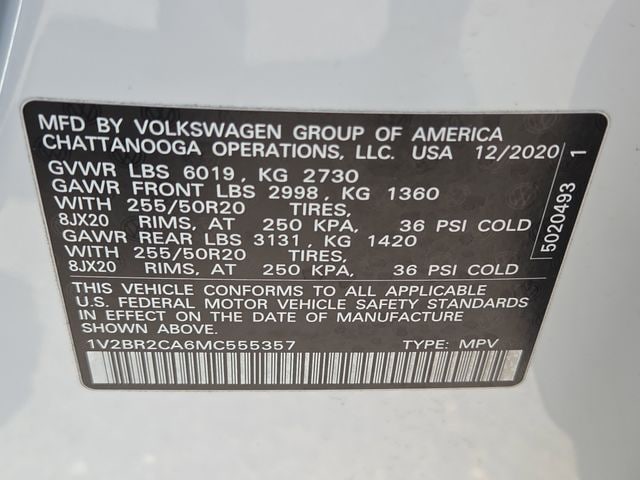 MFD BY VOLKSWAGEN GROUP OF AMERICA
CHATTANOOGA OPERATIONS, LLC. USA 12/2020
GVWR LBS 6019, KG 2730
GAWR FRONT LBS 2998, KG 1360
WITH 255/50R20 TIRES,
8JX20 RIMS, AT 250 KPA, 36 PSI COLD
GAWR REAR LBS 3131, KG 1420
WITH 255/50R20 TIRES,
8JX20 RIMS, AT 250 KPA, 36 PSI COLD
THIS VEHICLE CONFORMS TO ALL APPLICABLE
U.S. FEDERAL MOTOR VEHICLE SAFETY STANDARDS
IN EFFECT ON THE DATE OF MANUFACTURE
SHOWN ABOVE.
1V2BR2CA6MC555357 TYPE: MPV
5020493 1